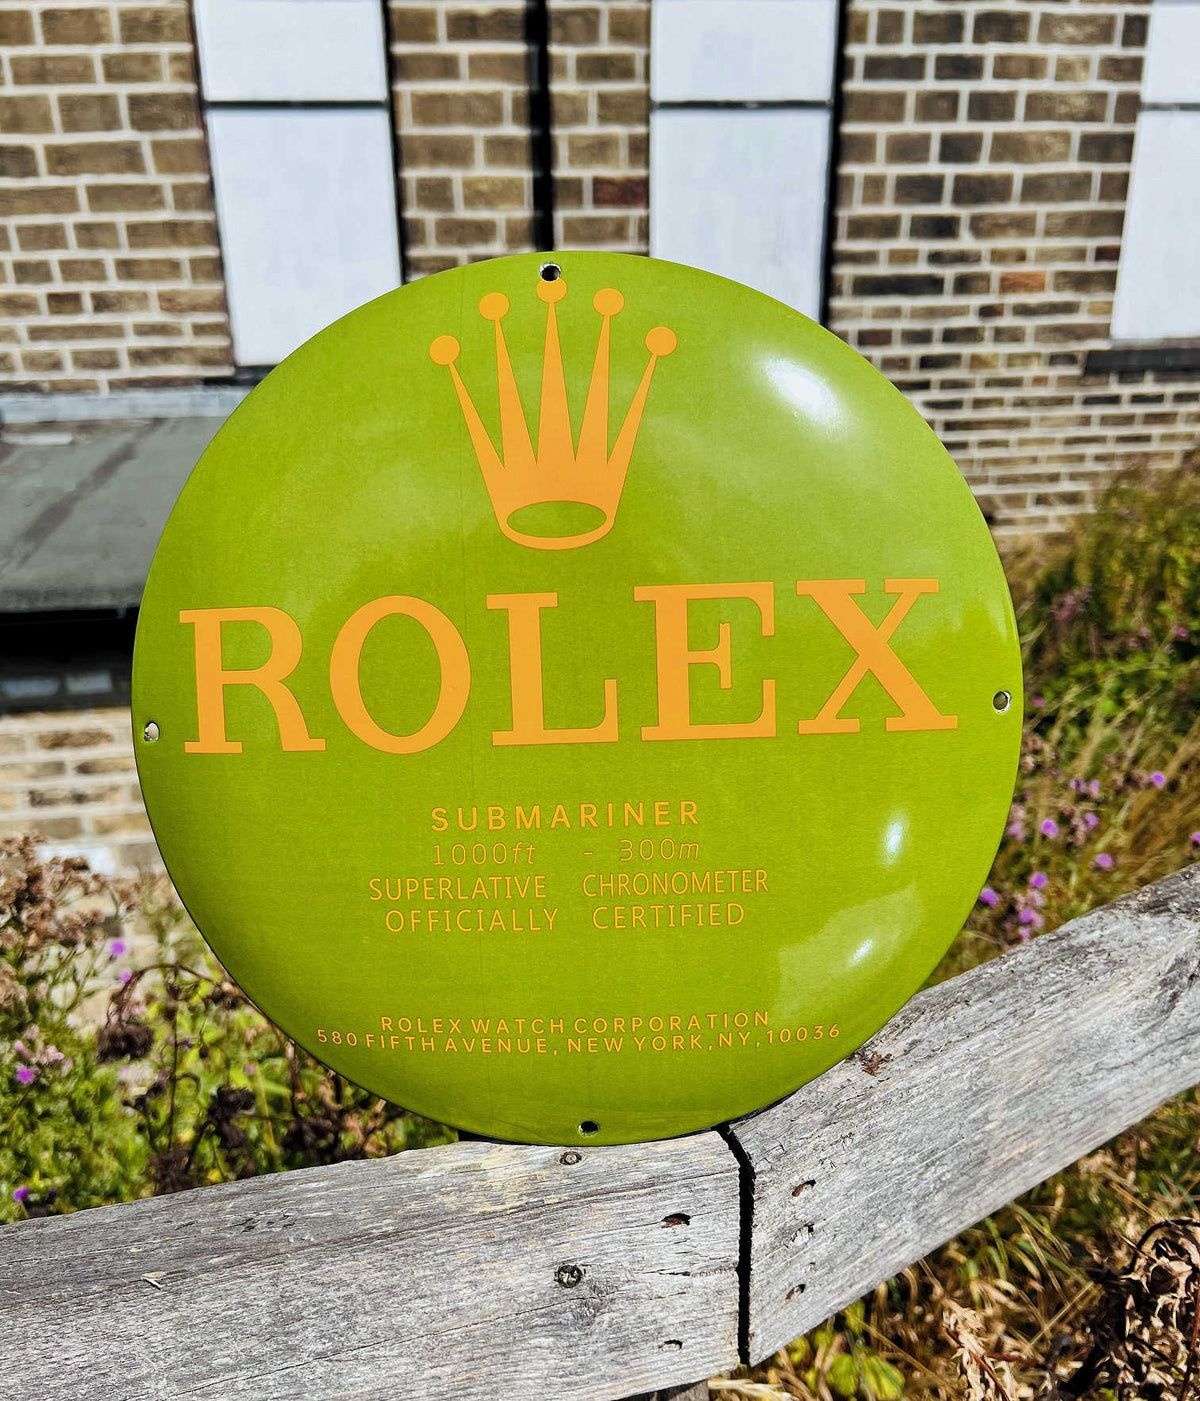 ROLEX
SUBMARINER
1000ft - 300m
SUPERLATIVE CHRONOMETER
OFFICIALLY CERTIFIED
ROLEX WATCH CORPORATION
580 FIFTH AVENUE, NEW YORK, NY, 10036